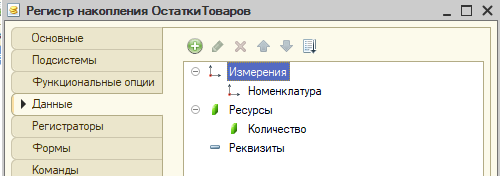 Регистр накопления ОстаткиТоваров
Основные
Подсистемы
Функциональные опции
Данные
Регистраторы
Формы
Команды
Измерения
Номенклатура
Ресурсы
Количество
Реквизиты